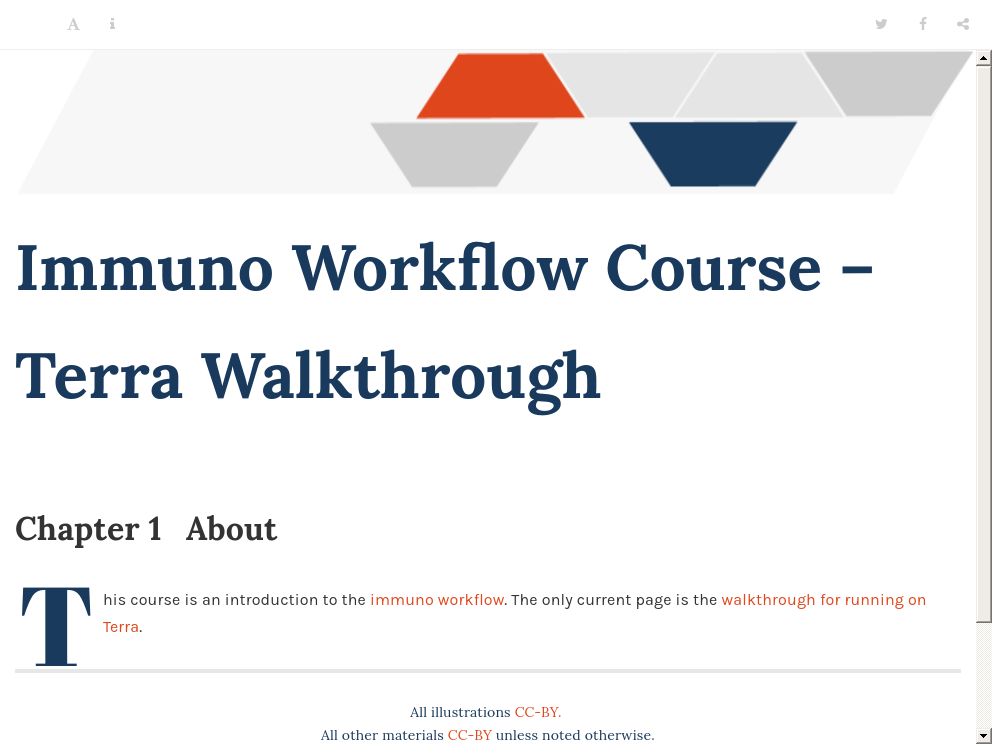 Immuno Workflow Course –
Terra Walkthrough
Chapter 1 About
This course is an introduction to the immuno workflow. The only current page is the walkthrough for running on
Terra.
All illustrations CC-BY.
All other materials CC-BY unless noted otherwise.